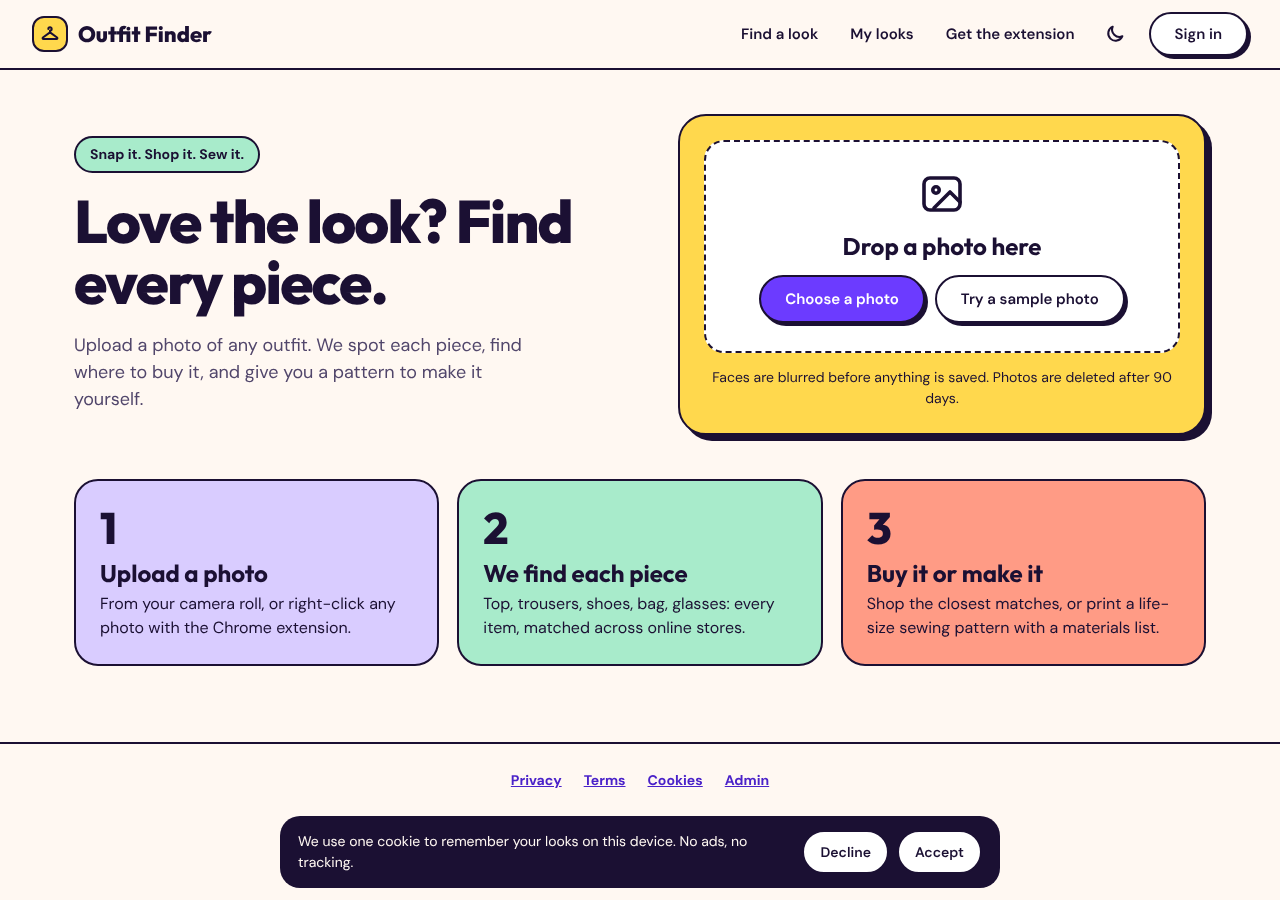 Outfit Finder
Find a look
My looks
Get the extension
Sign in
Snap it. Shop it. Sew it.
Love the look? Find
every piece.
Upload a photo of any outfit. We spot each piece, find
where to buy it, and give you a pattern to make it
yourself.
Drop a photo here
Choose a photo
Try a sample photo
Faces are blurred before anything is saved. Photos are deleted after 90
days.
1
Upload a photo
From your camera roll, or right-click any
photo with the Chrome extension.
2
We find each piece
Top, trousers, shoes, bag, glasses: every
item, matched across online stores.
3
Buy it or make it
Shop the closest matches, or print a life-
size sewing pattern with a materials list.
Privacy
Terms
Cookies
Admin
We use one cookie to remember your looks on this device. No ads, no
tracking.
Decline
Accept